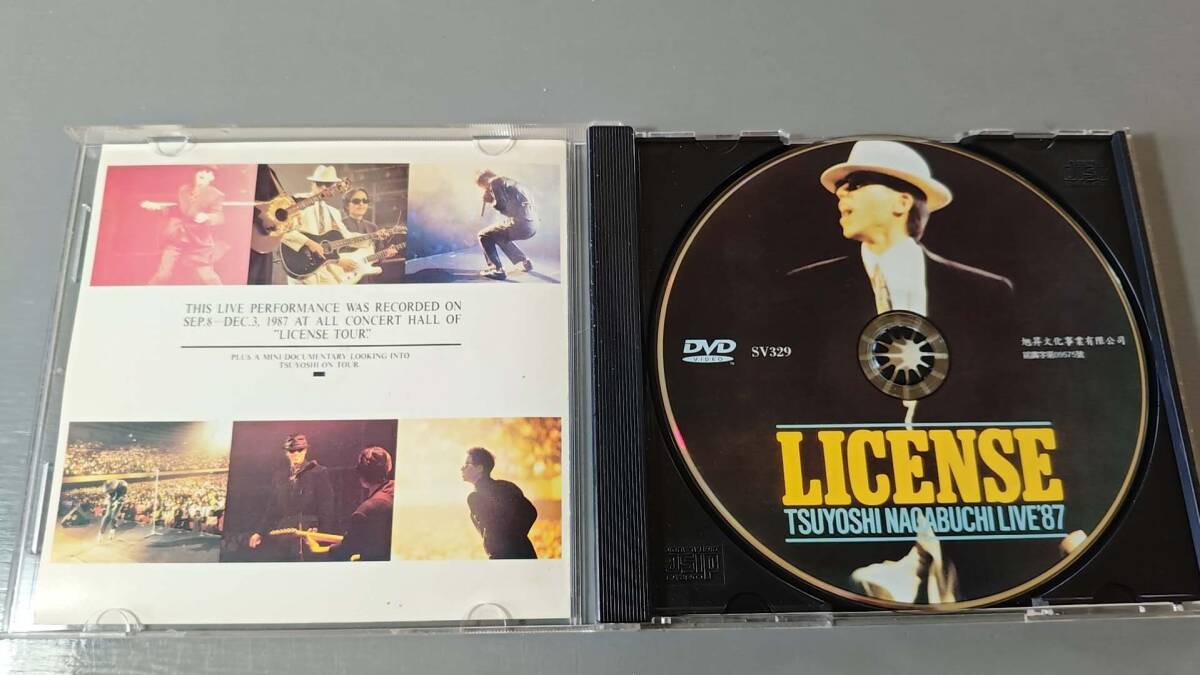 THIS LIVE PERFORMANCE WAS RECORDED ON
SEP.8—DEC.3, 1987 AT ALL CONCERT HALL OF
"LICENSE TOUR."
PLUS A MINI-DOCUMENTARY LOOKING INTO
TSUYOSHI ON TOUR
DVD
VIDEO
SV329
旭昇文化事業有限公司
LICENSE
TSUYOSHI NAGABUCHI LIVE'87